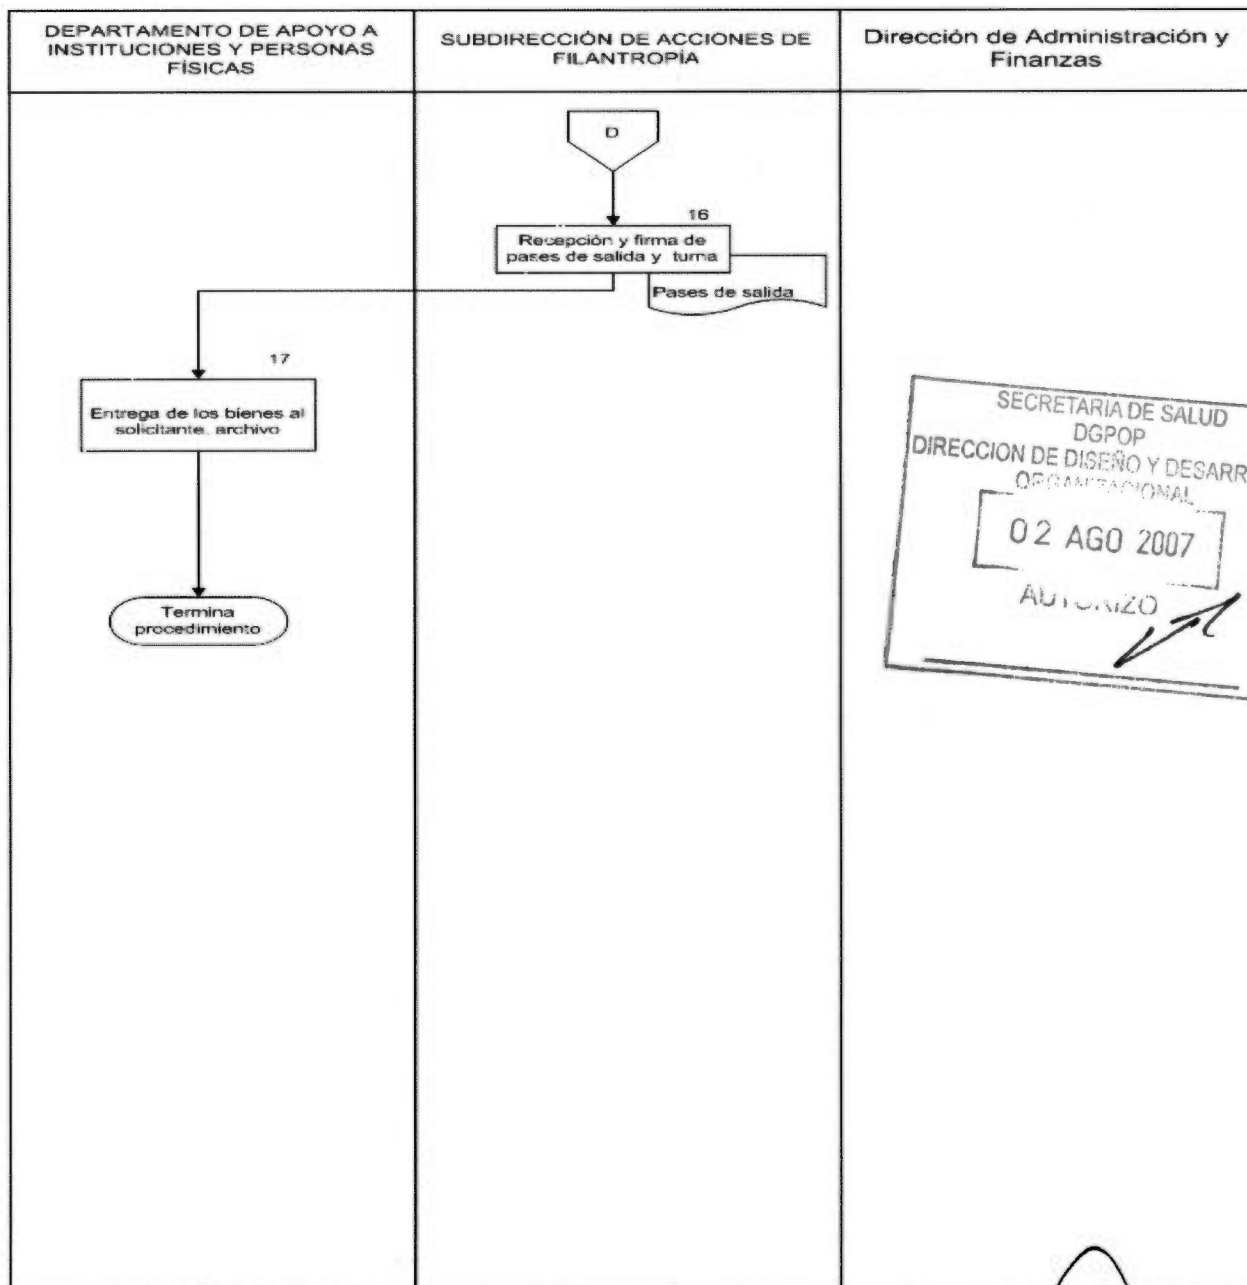 DEPARTAMENTO DE APOYO A
INSTITUCIONES Y PERSONAS
FÍSICAS
SUBDIRECCIÓN DE ACCIONES DE
FILANTROPÍA
Dirección de Administración y
Finanzas
D
16
Recepción y firma de
pases de salida y turna
Pases de salida
17
Entrega de los bienes al
solicitante. archivo
Termina
procedimiento
SECRETARIA DE SALUD
DGPOP
DIRECCION DE DISEÑO Y DESARR
ORGANIZACIONAL
02 AGO 2007
AUTORIZO